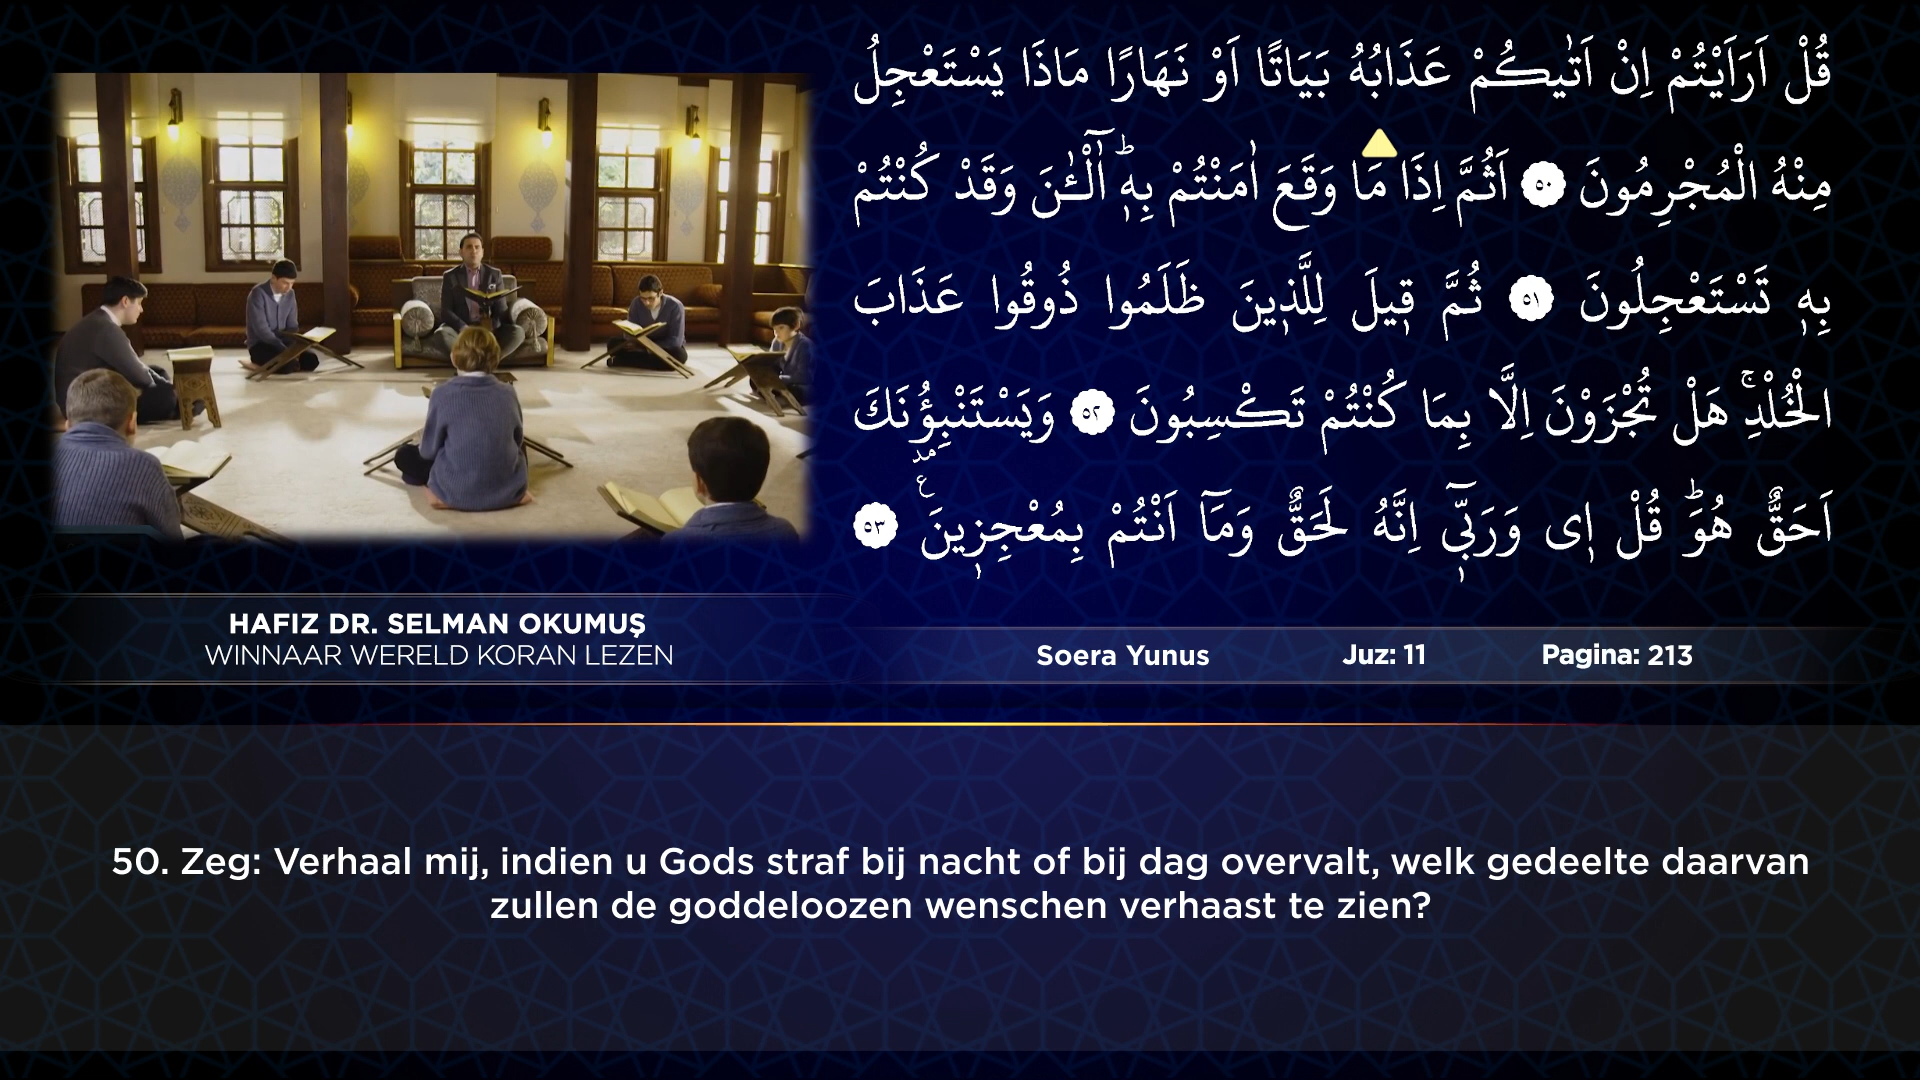 قُلْ اَرَاَيْتُمْ اِنْ اَتٰيكُمْ عَذَابُهُ بَيَاتًا اَوْ نَهَارًا مَاذَا يَسْتَعْجِلُ
مِنْهُ الْمُجْرِمُونَ ٥٠ اَثُمَّ اِذَا مَا وَقَعَ اٰمَنْتُمْ بِهٖۜ اٰۤلْـٰٔنَ وَقَدْ كُنْتُمْ
بِهٖ تَسْتَعْجِلُونَ ٥١ ثُمَّ قٖيلَ لِلَّذٖينَ ظَلَمُوا ذُوقُوا عَذَابَ
الْخُلْدِۚ هَلْ تُجْزَوْنَ اِلَّا بِمَا كُنْتُمْ تَكْسِبُونَ ٥٢ وَيَسْتَنْبِؤُ۫نَكَ
اَحَقٌّ هُوَۜ قُلْ اٖى وَرَبّٖٓى اِنَّهُ لَحَقٌّ وَمَٓا اَنْتُمْ بِمُعْجِزٖينَ ٥٣
HAFIZ DR. SELMAN OKUMUŞ
WINNAAR WERELD KORAN LEZEN
Soera Yunus Juz: 11 Pagina: 213
50. Zeg: Verhaal mij, indien u Gods straf bij nacht of bij dag overvalt, welk gedeelte daarvan
zullen de goddeloozen wenschen verhaast te zien?